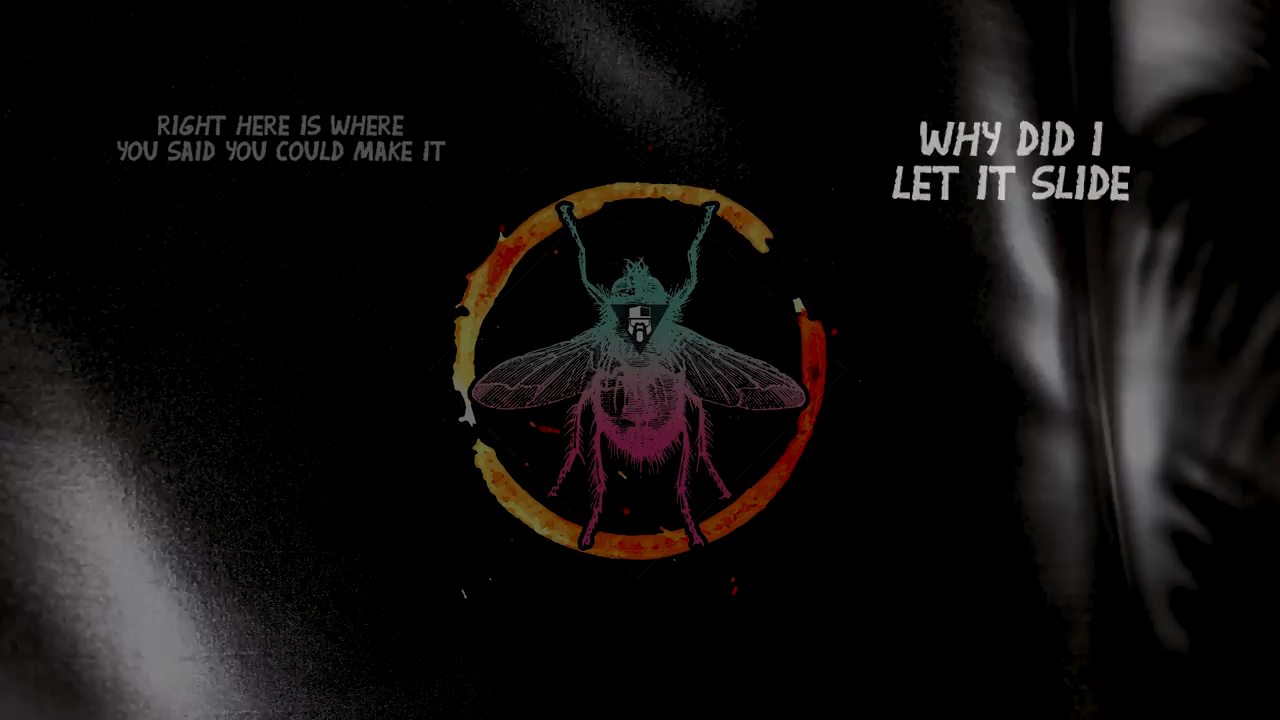 RIGHT HERE IS WHERE
YOU SAID YOU COULD MAKE IT
WHY DID I
LET IT SLIDE